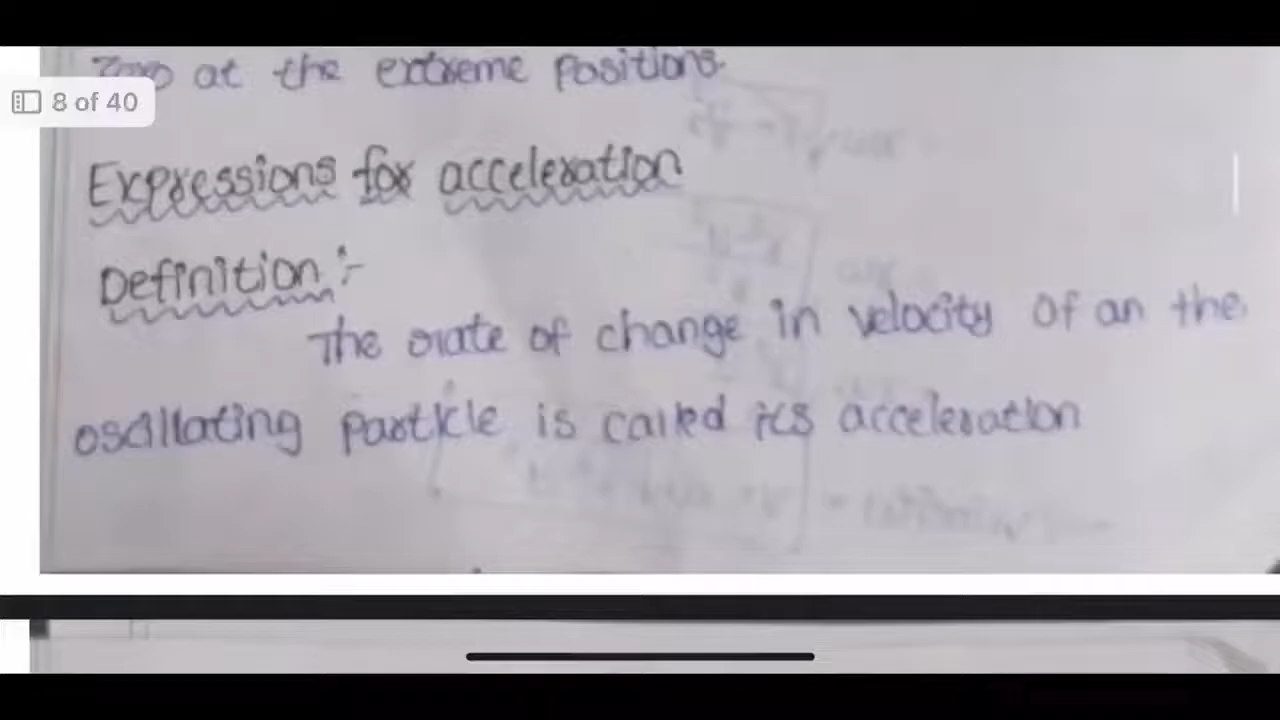 Zero at the extreme positions.
8 of 40
Expressions for acceleration
Definition :-
The rate of change in velocity of an the
oscillating particle is called its acceleration